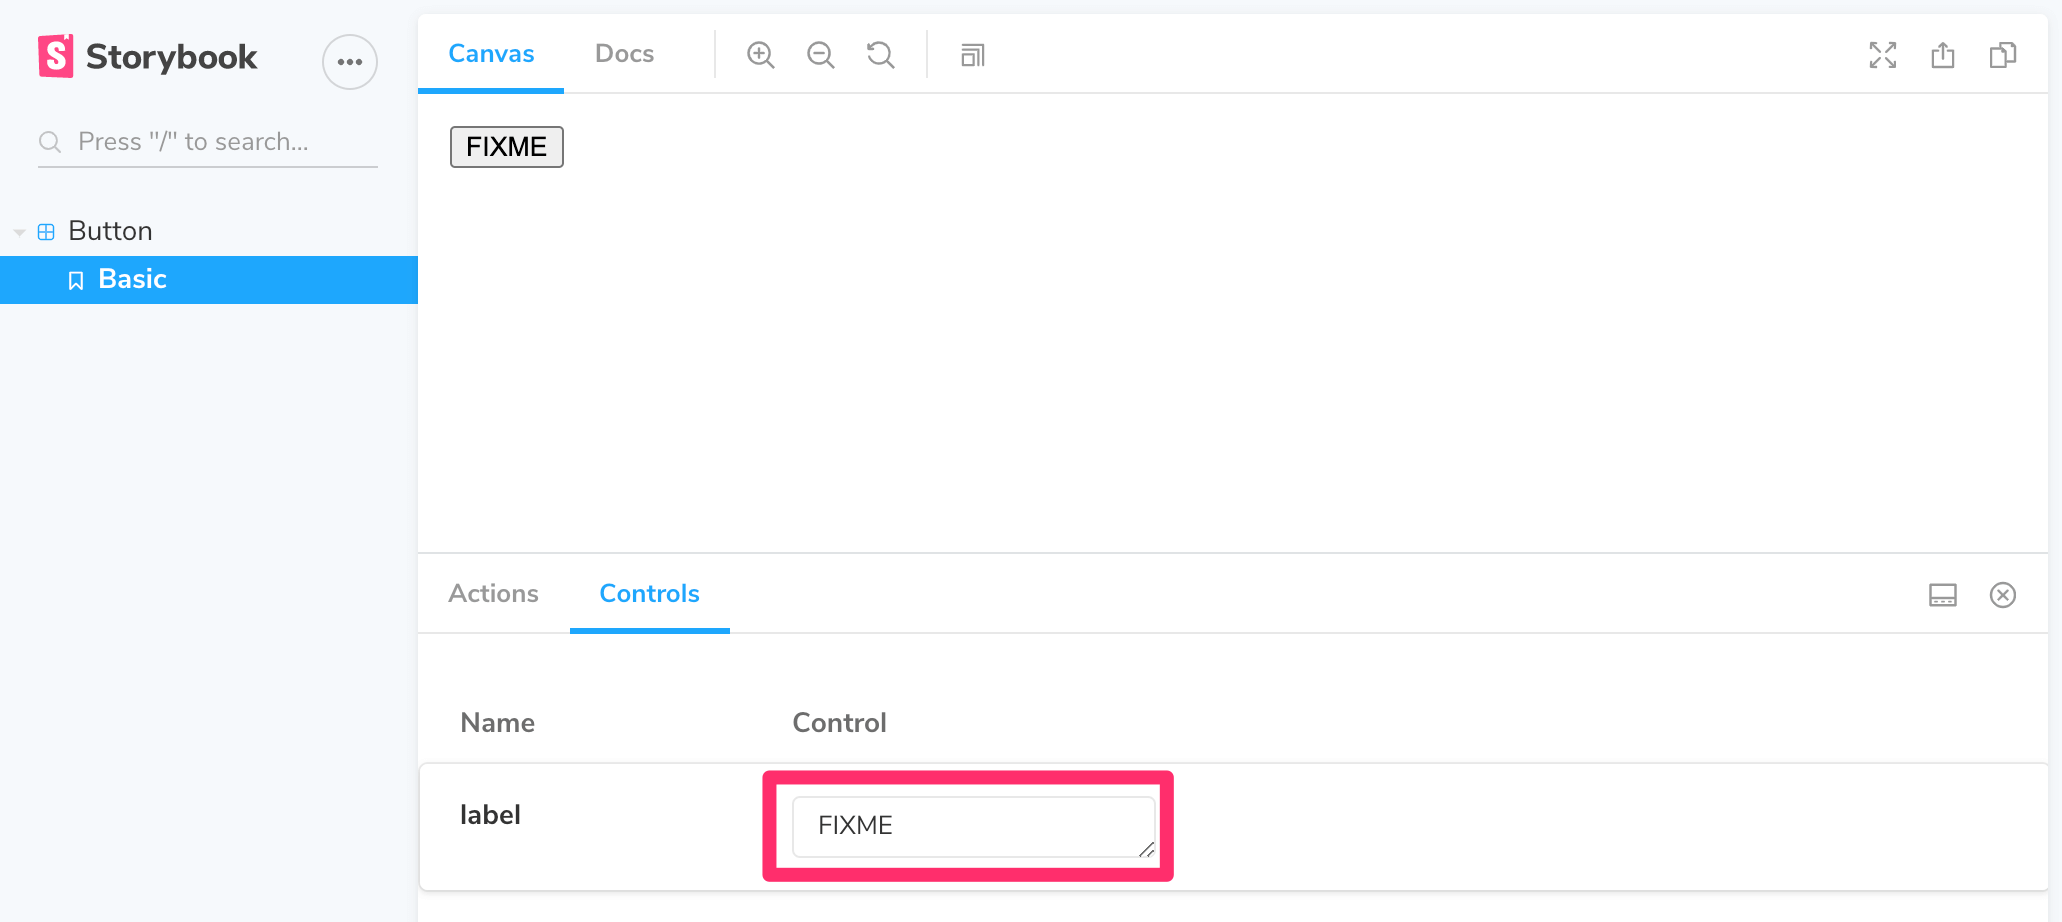 Storybook
Press "/" to search...
Button
Basic
Canvas
Docs
FIXME
Actions
Controls
Name
Control
label
FIXME